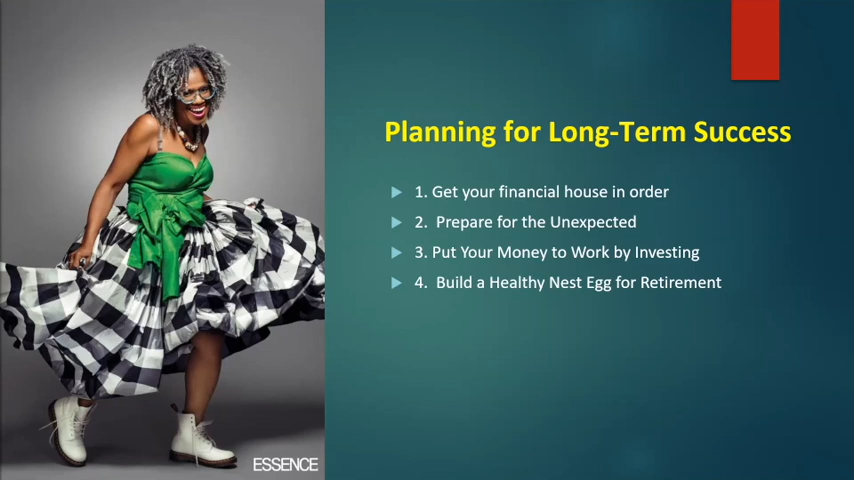 Planning for Long-Term Success
1. Get your financial house in order
2. Prepare for the Unexpected
3. Put Your Money to Work by Investing
4. Build a Healthy Nest Egg for Retirement
ESSENCE